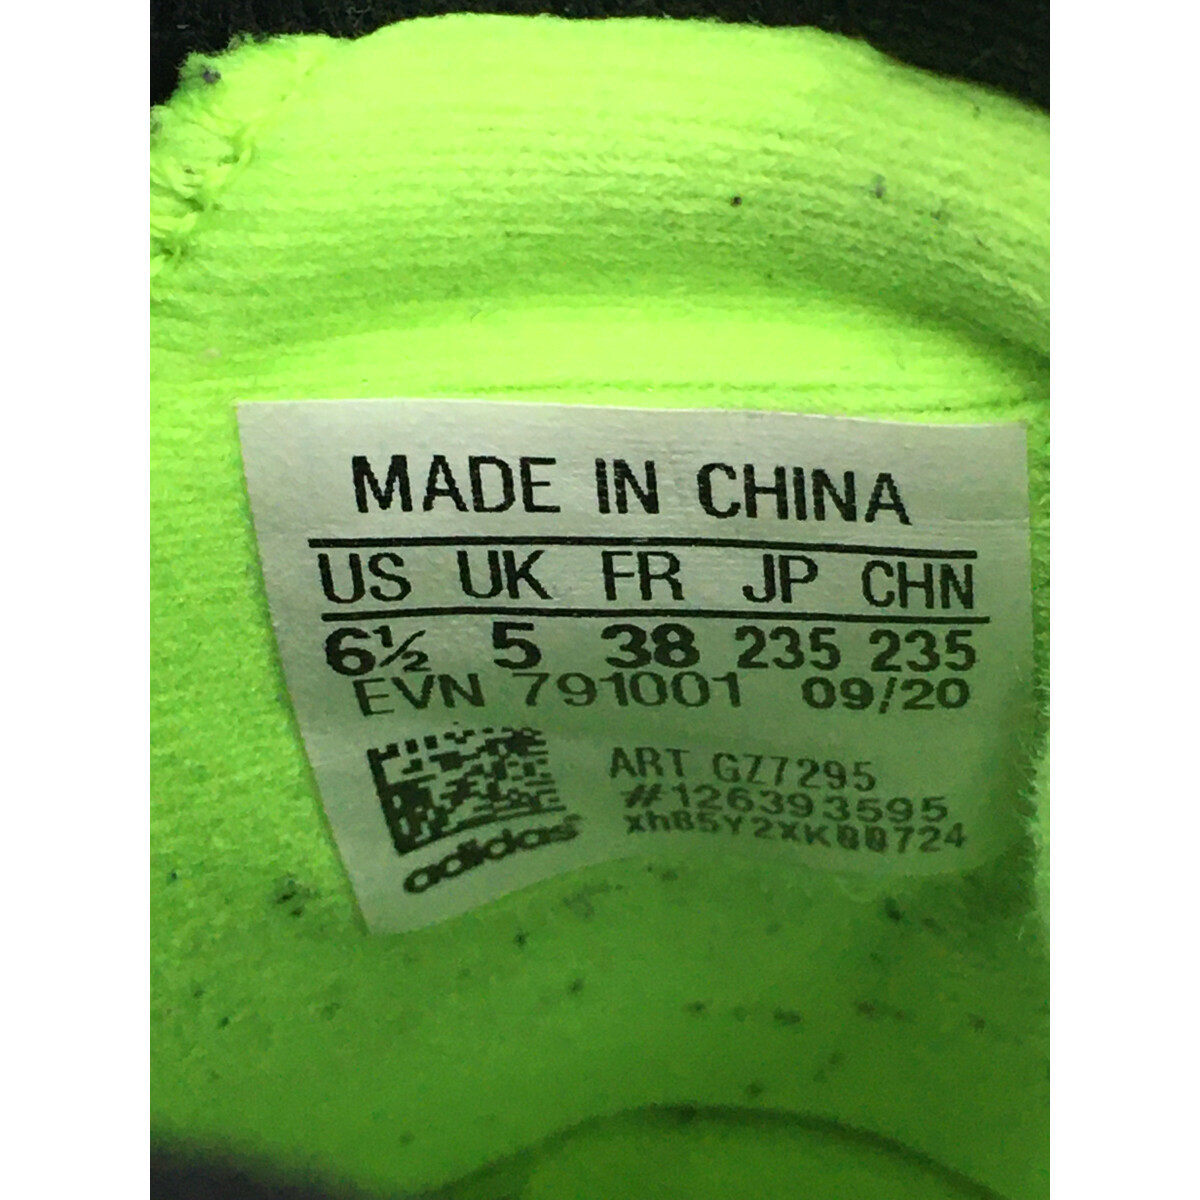 MADE IN CHINA
US UK FR JP CHN
6½ 5 38 235 235
EVN 791001 09/20
ART GZ7295
#126393595
xhB5Y2XK00724
adidas